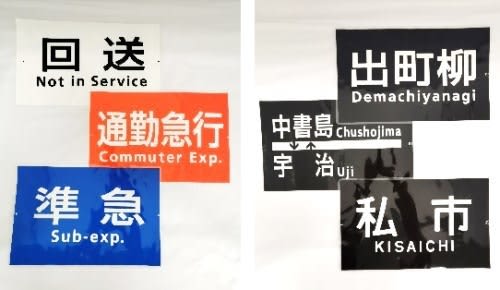 回送
Not in Service
通勤急行
Commuter Exp.
準急
Sub-exp.
出町柳
Demachiyanagi
中書島 Chushojima
宇治 Uji
私市
KISAICHI